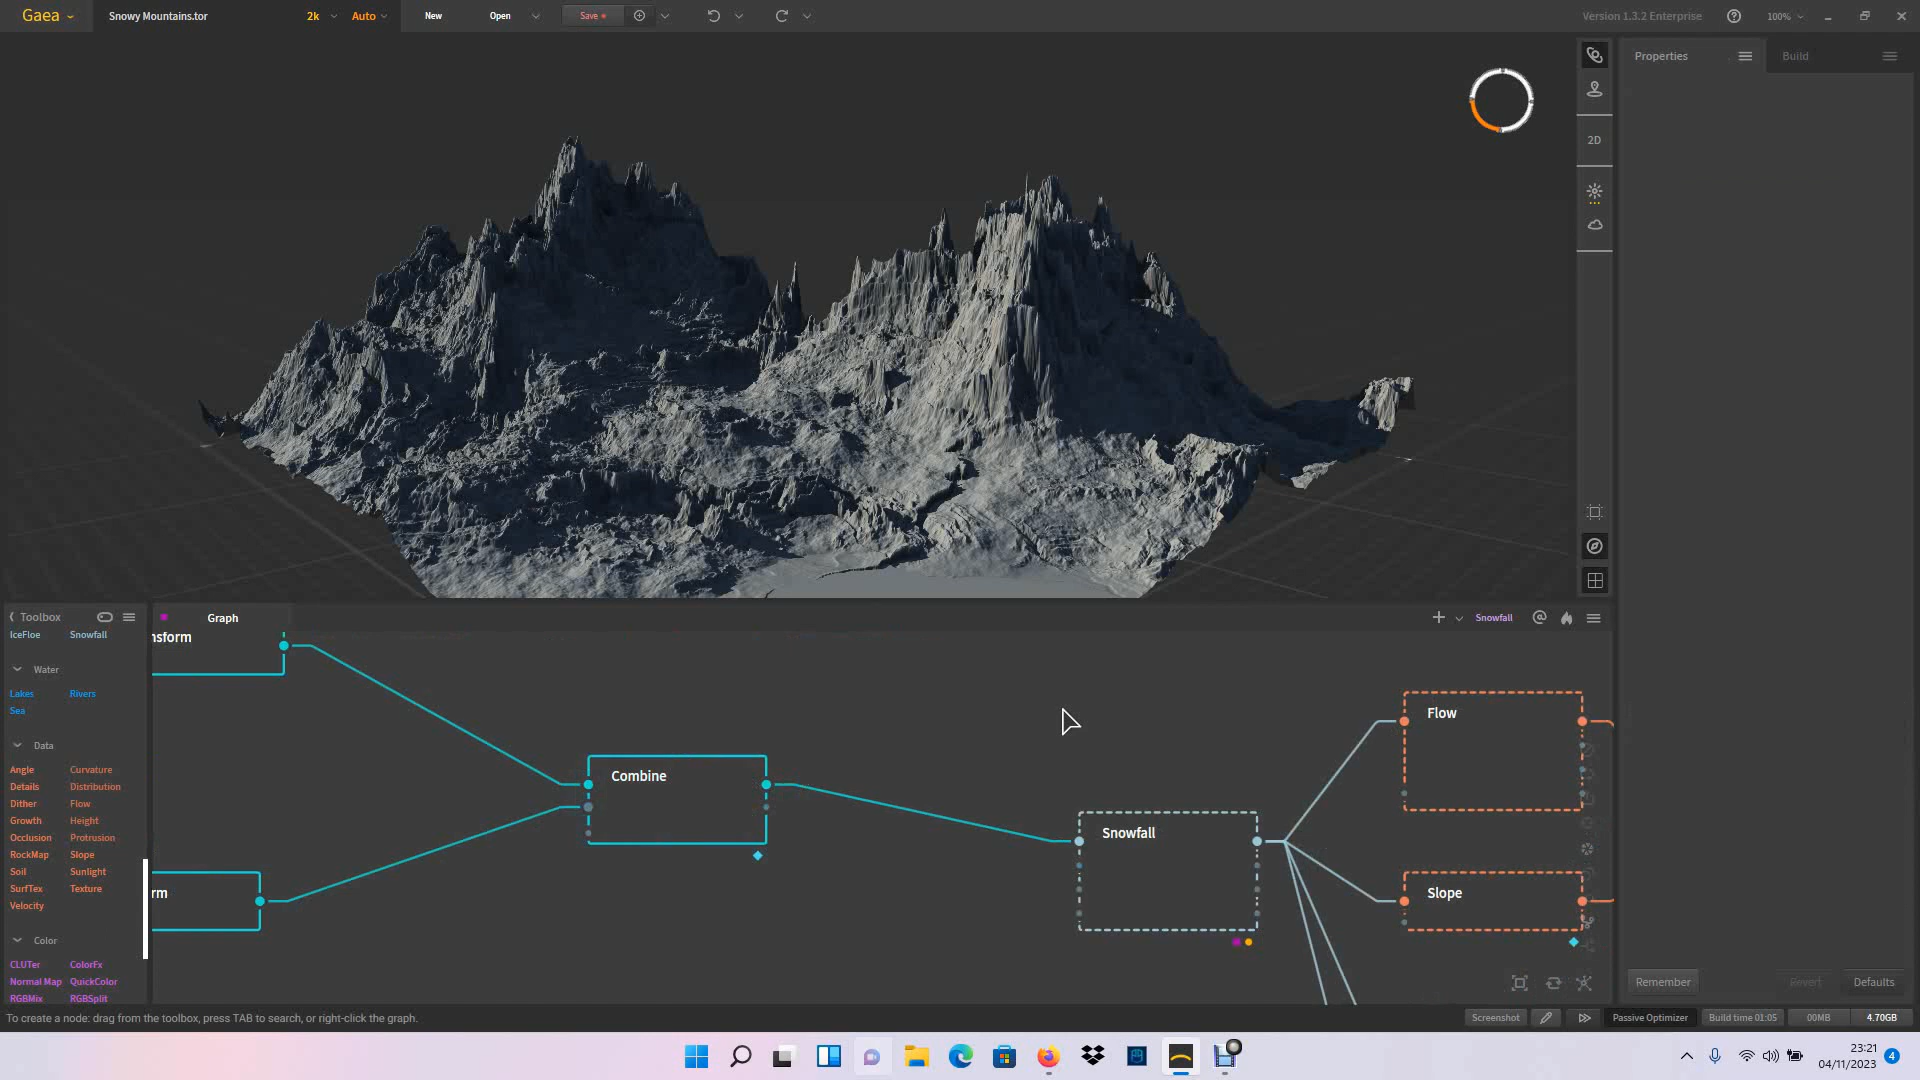 Gaea
Snowy Mountains.tor
2k
Auto
New
Open
Save
Version 1.3.2 Enterprise
100%
Properties
Build
2D
Toolbox
Graph
Snowfall
IceFloe
Snowfall
Water
Lakes
Rivers
Sea
Data
Angle
Curvature
Details
Distribution
Dither
Flow
Growth
Height
Occlusion
Protrusion
RockMap
Slope
Soil
Sunlight
SurfTex
Texture
Velocity
Color
CLUTer
ColorFx
Normal Map
QuickColor
RGBMix
RGBSplit
nsform
rm
Combine
Snowfall
Flow
Slope
Remember
Revert
Defaults
To create a node: drag from the toolbox, press TAB to search, or right-click the graph.
Screenshot
Passive Optimizer
Build time 01:05
00MB
4.70GB
23:21
04/11/2023
4